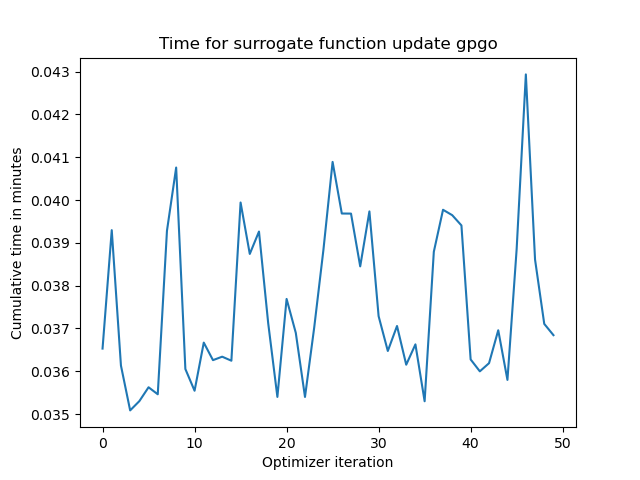 Time for surrogate function update gpgo
Cumulative time in minutes
0.043
0.042
0.041
0.040
0.039
0.038
0.037
0.036
0.035
0 10 20 30 40 50
Optimizer iteration